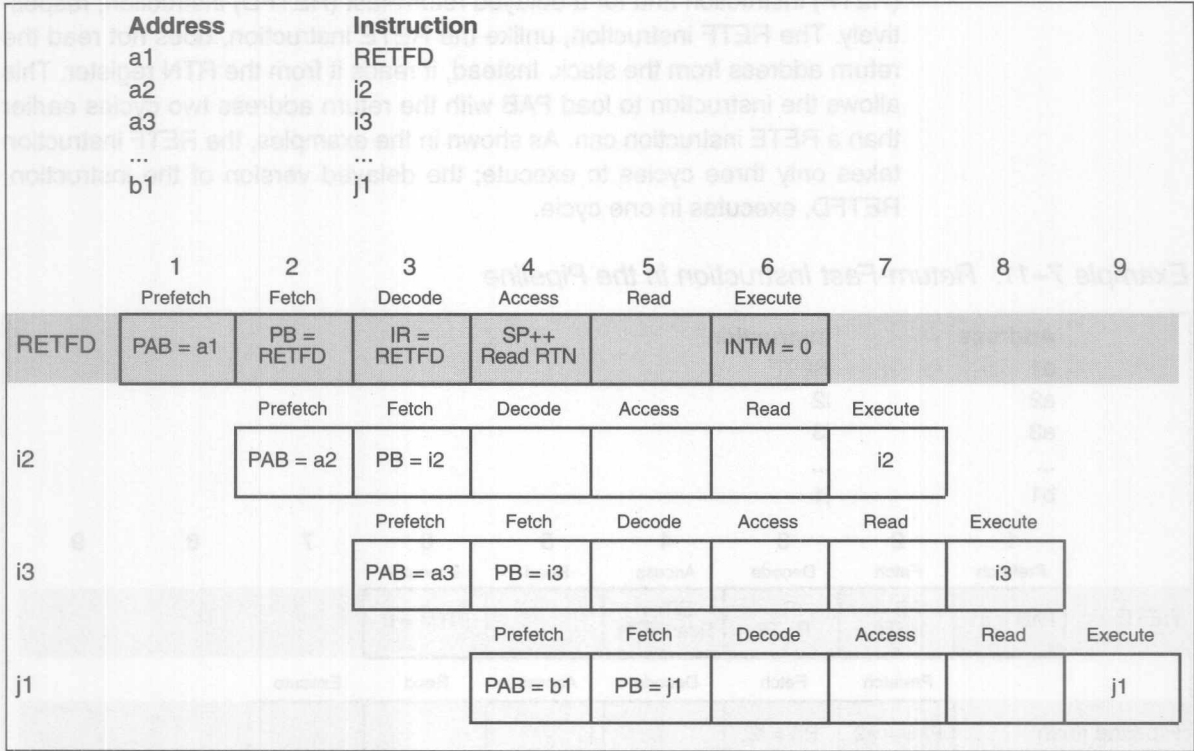 Address Instruction
a1 RETFD
a2 i2
a3 i3
... ...
b1 j1
1 2 3 4 5 6 7 8 9
Prefetch Fetch Decode Access Read Execute
RETFD PAB = a1 PB = RETFD IR = RETFD SP++ Read RTN INTM = 0
Prefetch Fetch Decode Access Read Execute
i2 PAB = a2 PB = i2 i2
Prefetch Fetch Decode Access Read Execute
i3 PAB = a3 PB = i3 i3
Prefetch Fetch Decode Access Read Execute
j1 PAB = b1 PB = j1 j1